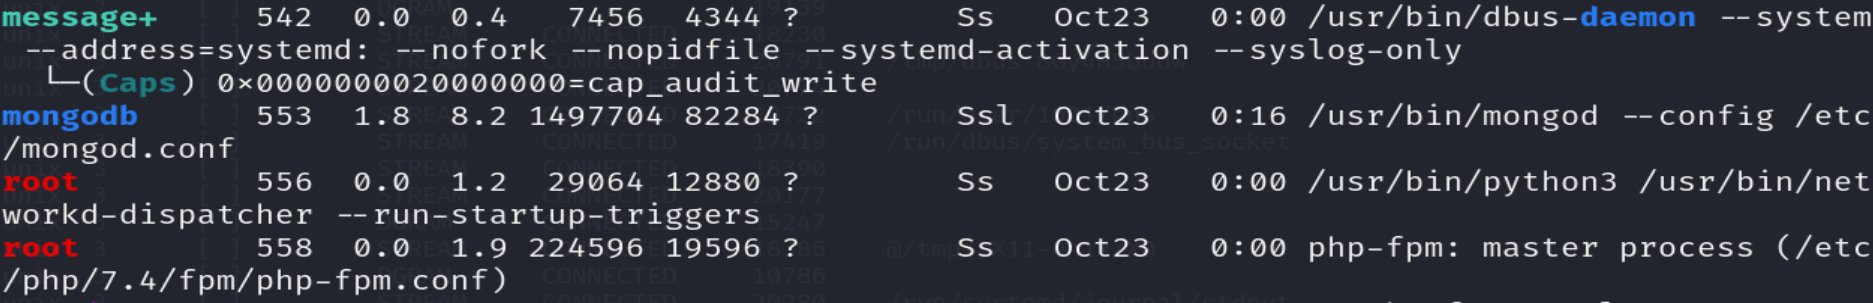 message+     542  0.0  0.4   7456  4344 ?        Ss   Oct23   0:00 /usr/bin/dbus-daemon --system
 --address=systemd: --nofork --nopidfile --systemd-activation --syslog-only
  └─(Caps) 0x0000000020000000=cap_audit_write
mongodb      553  1.8  8.2 1497704 82284 ?       Ssl  Oct23   0:16 /usr/bin/mongod --config /etc
/mongod.conf
root         556  0.0  1.2  29064 12880 ?        Ss   Oct23   0:00 /usr/bin/python3 /usr/bin/net
workd-dispatcher --run-startup-triggers
root         558  0.0  1.9 224596 19596 ?        Ss   Oct23   0:00 php-fpm: master process (/etc
/php/7.4/fpm/php-fpm.conf)